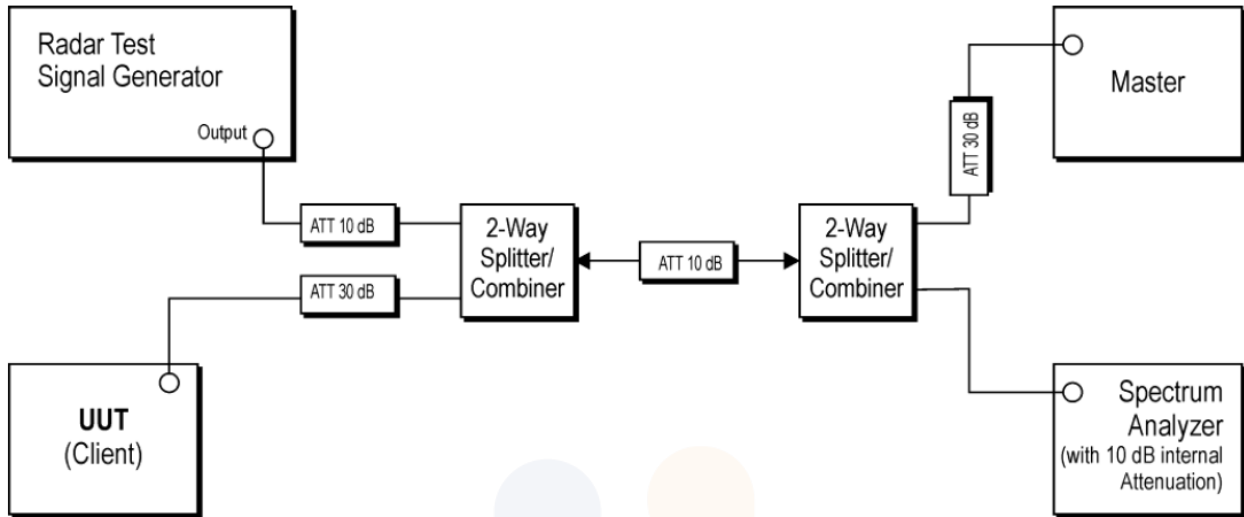 Radar Test
Signal Generator
Output
Master
ATT 30 dB
ATT 10 dB
2-Way
Splitter/
Combiner
ATT 10 dB
2-Way
Splitter/
Combiner
ATT 30 dB
UUT
(Client)
Spectrum
Analyzer
(with 10 dB internal
Attenuation)